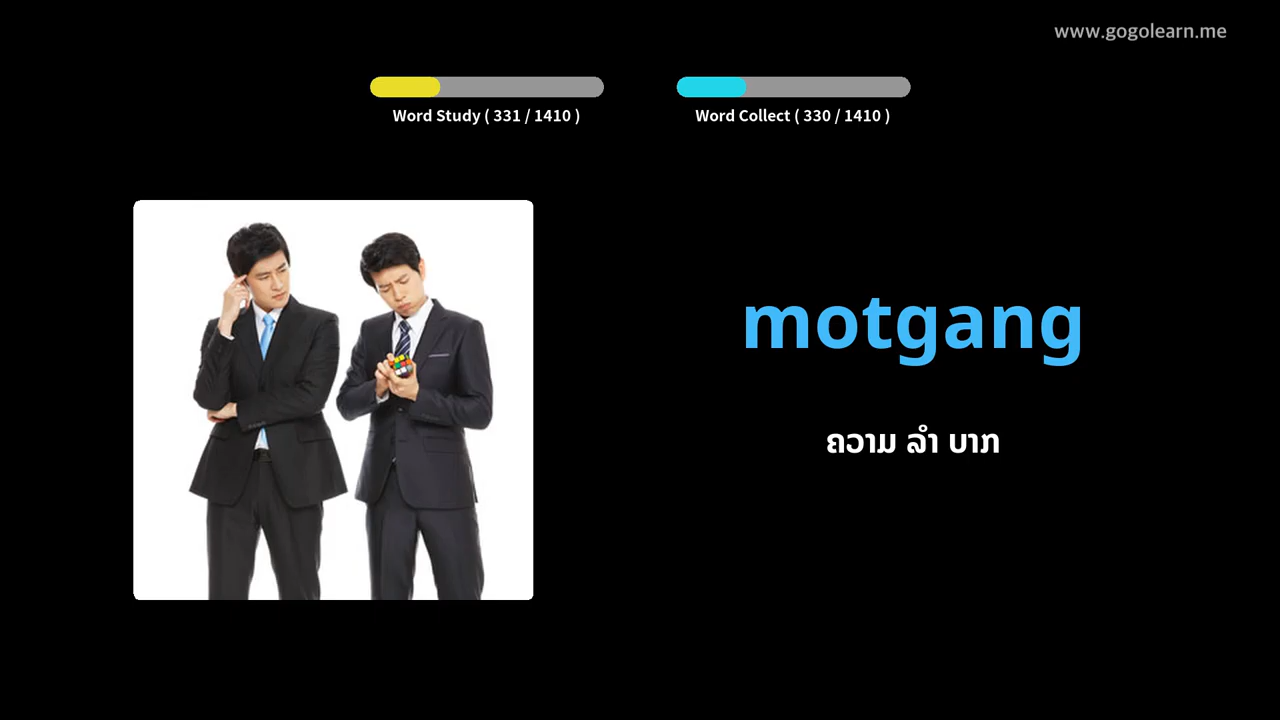 www.gogolearn.me
Word Study ( 331 / 1410 )
Word Collect ( 330 / 1410 )
motgang
ຄວາມ ລຳ ບາກ